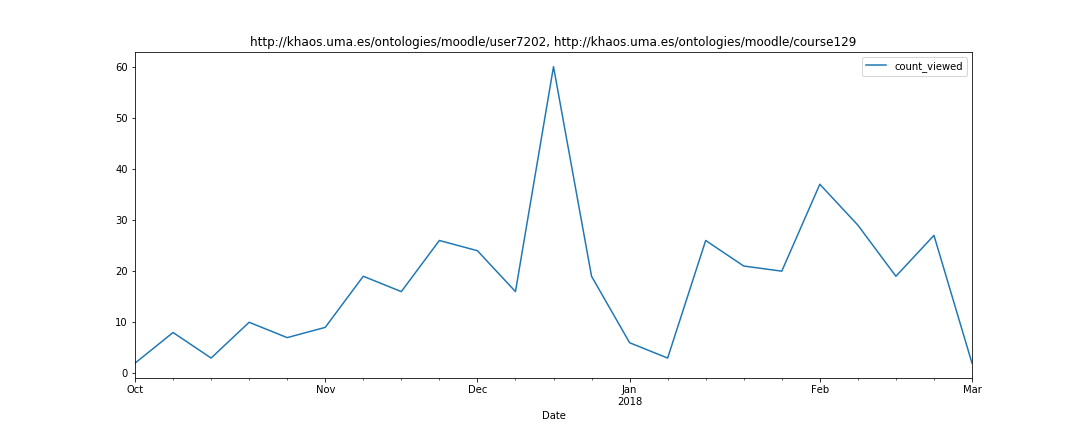 http://khaos.uma.es/ontologies/moodle/user7202, http://khaos.uma.es/ontologies/moodle/course129
count_viewed
60
50
40
30
20
10
0
Oct Nov Dec Jan Feb Mar
2018
Date